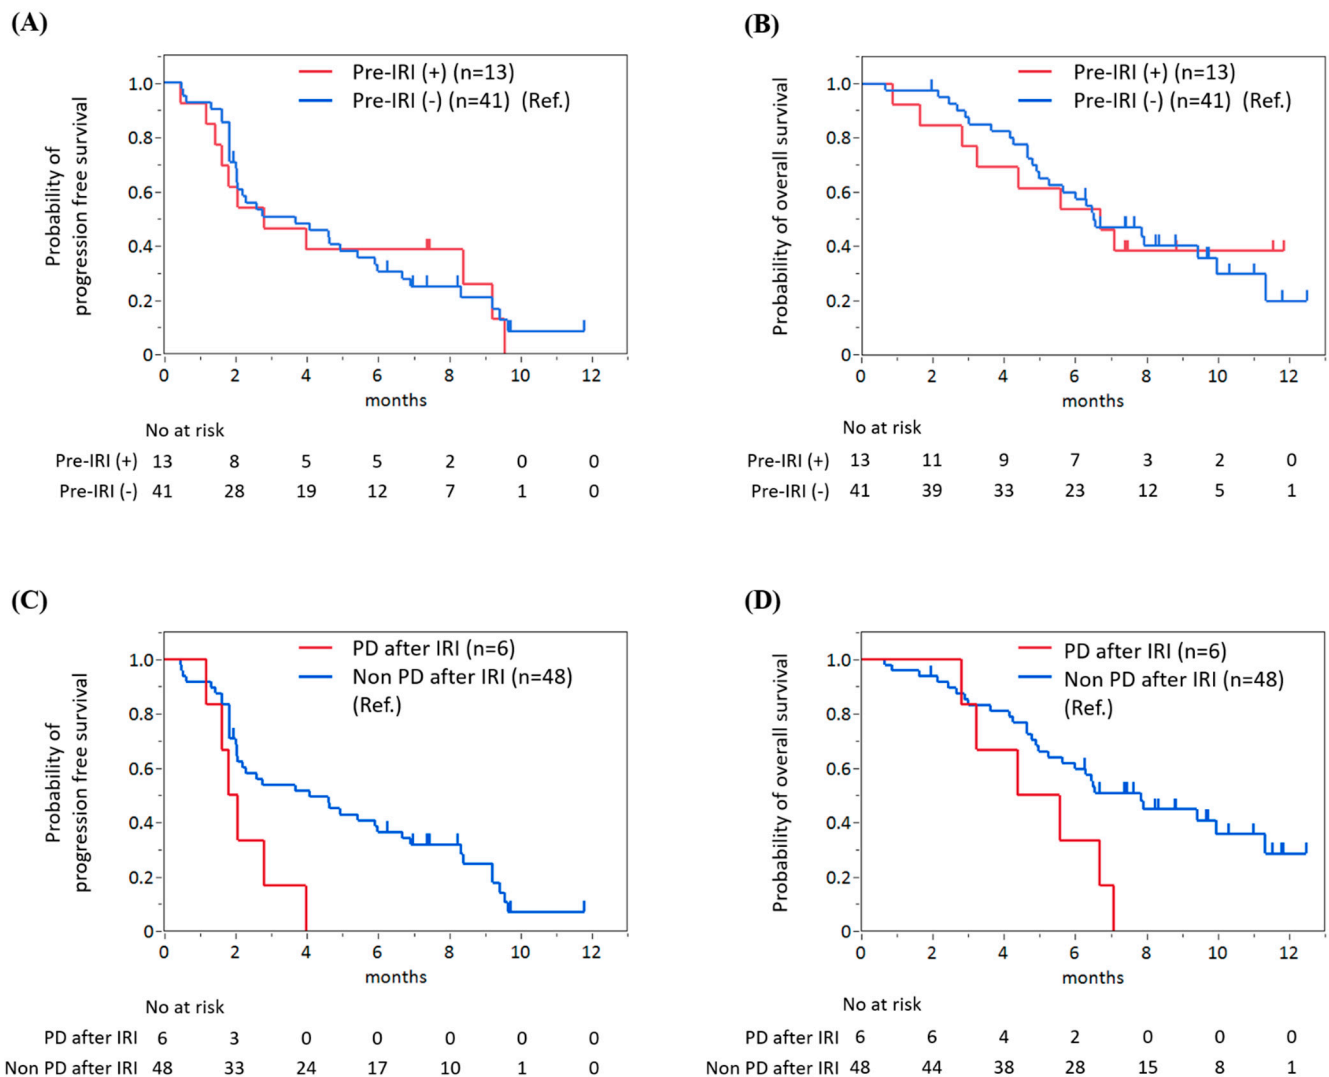 (A)
Pre-IRI (+) (n=13)
Pre-IRI (-) (n=41) (Ref.)
Probability of
progression free survival
1.0
0.8
0.6
0.4
0.2
0
0 2 4 6 8 10 12
months
No at risk
Pre-IRI (+) 13 8 5 5 2 0 0
Pre-IRI (-) 41 28 19 12 7 1 0
(B)
Pre-IRI (+) (n=13)
Pre-IRI (-) (n=41) (Ref.)
Probability of overall survival
1.0
0.8
0.6
0.4
0.2
0
0 2 4 6 8 10 12
months
No at risk
Pre-IRI (+) 13 11 9 7 3 2 0
Pre-IRI (-) 41 39 33 23 12 5 1
(C)
PD after IRI (n=6)
Non PD after IRI (n=48)
(Ref.)
Probability of
progression free survival
1.0
0.8
0.6
0.4
0.2
0
0 2 4 6 8 10 12
months
No at risk
PD after IRI 6 3 0 0 0 0 0
Non PD after IRI 48 33 24 17 10 1 0
(D)
PD after IRI (n=6)
Non PD after IRI (n=48)
(Ref.)
Probability of overall survival
1.0
0.8
0.6
0.4
0.2
0
0 2 4 6 8 10 12
months
No at risk
PD after IRI 6 6 4 2 0 0 0
Non PD after IRI 48 44 38 28 15 8 1